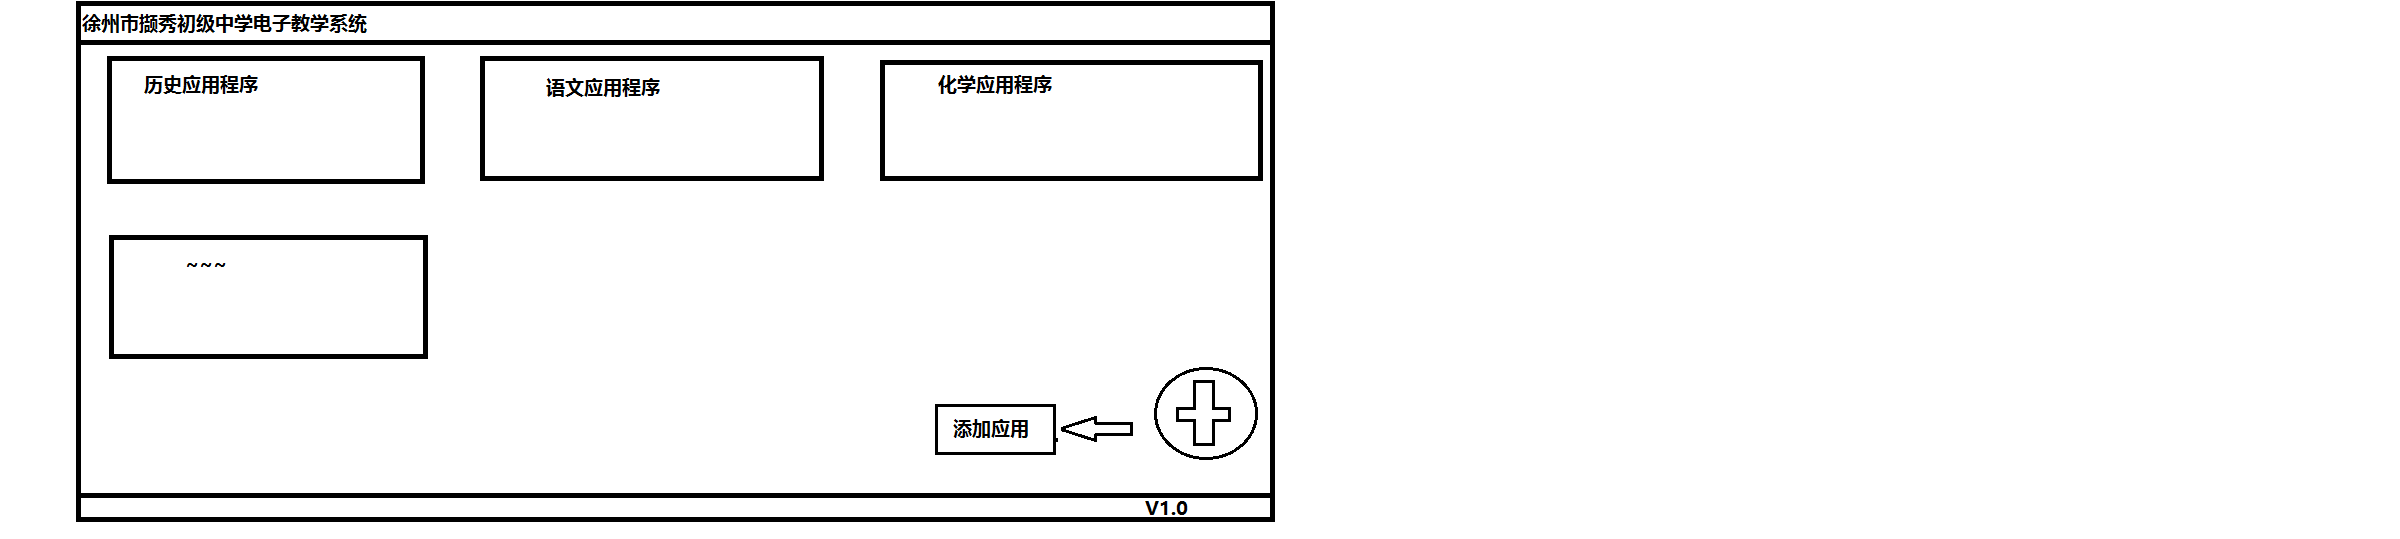 徐州市撷秀初级中学电子教学系统
历史应用程序
语文应用程序
化学应用程序
~~~
添加应用
V1.0